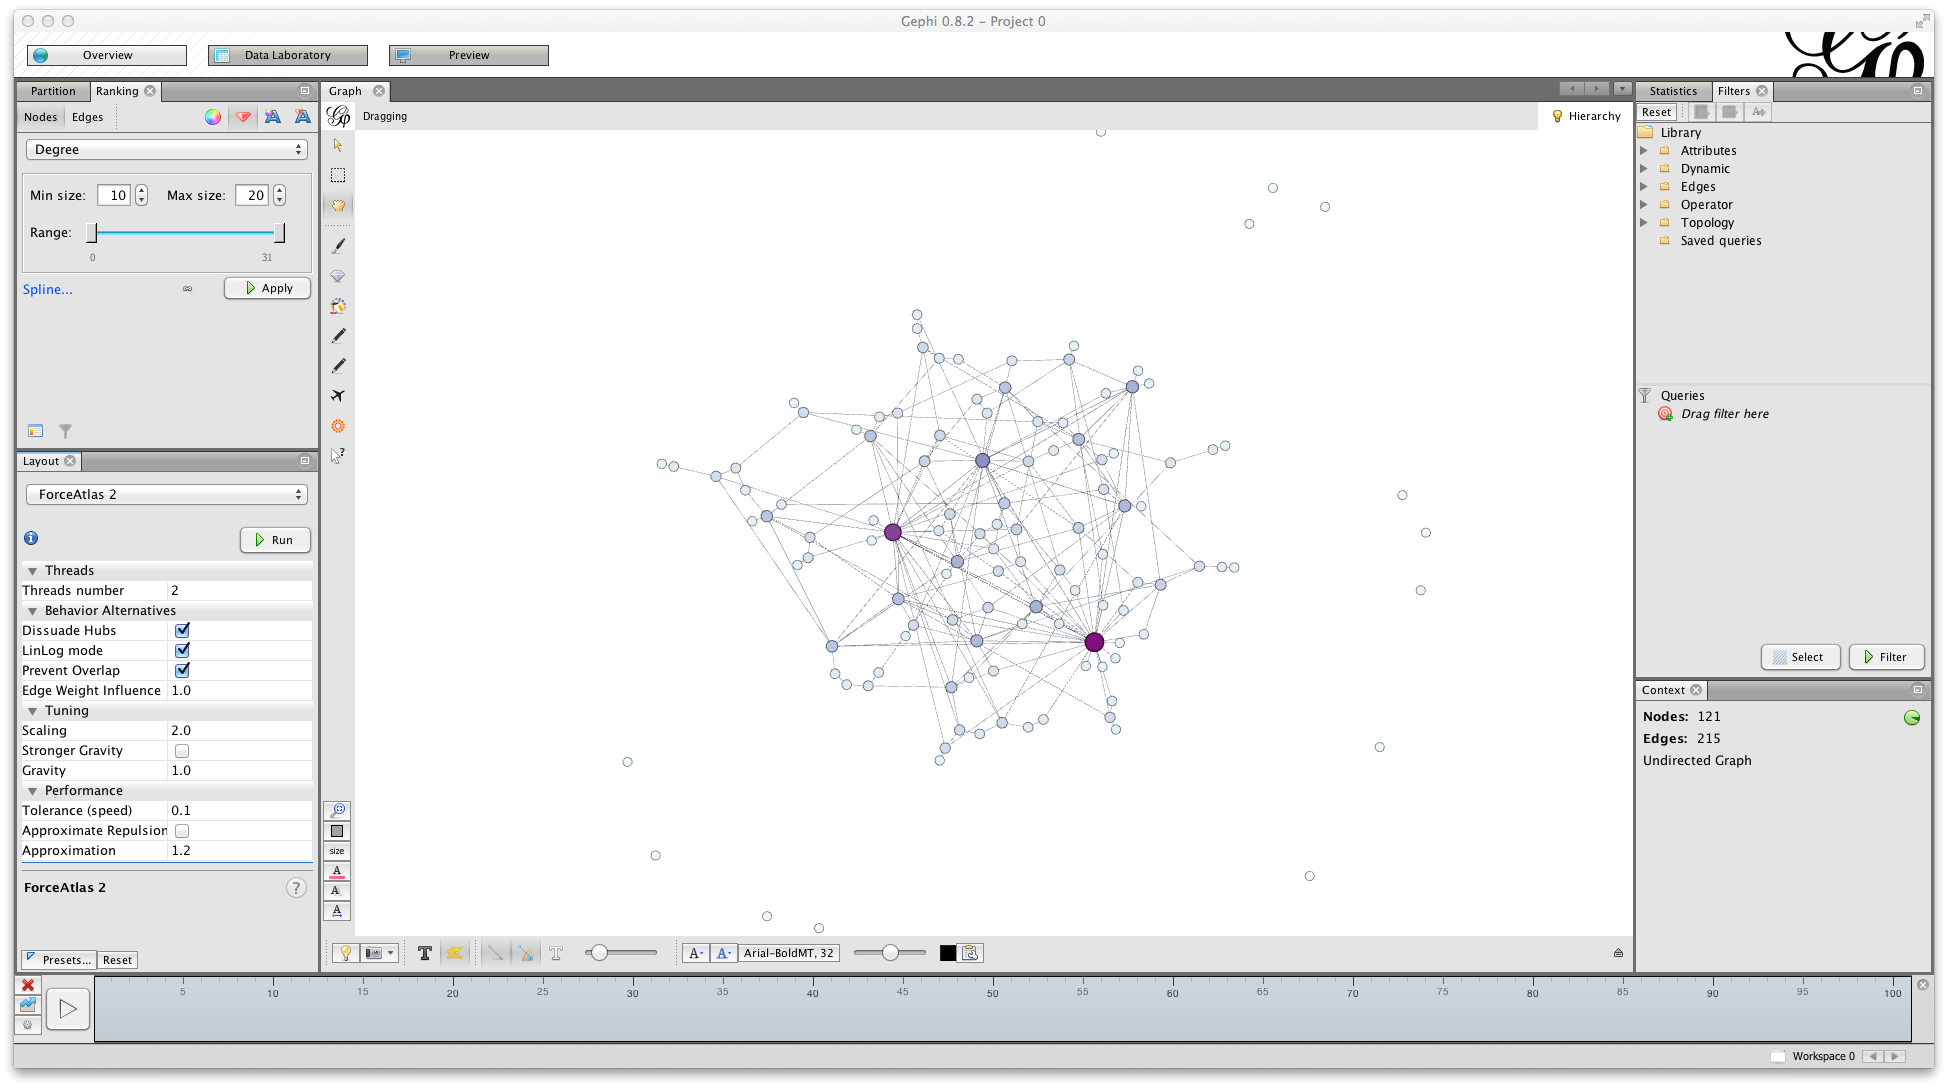 Gephi 0.8.2 – Project 0
Overview
Data Laboratory
Preview
Partition
Ranking
Nodes
Edges
Degree
Min size: 10
Max size: 20
Range:
0
31
Spline...
Apply
Layout
ForceAtlas 2
Run
Threads
Threads number 2
Behavior Alternatives
Dissuade Hubs
LinLog mode
Prevent Overlap
Edge Weight Influence 1.0
Tuning
Scaling 2.0
Stronger Gravity
Gravity 1.0
Performance
Tolerance (speed) 0.1
Approximate Repulsion
Approximation 1.2
ForceAtlas 2
?
Presets...
Reset
Graph
Dragging
Hierarchy
size
A
A
A
T
T
A
A
Arial-BoldMT, 32
Statistics
Filters
Reset
A+
Library
Attributes
Dynamic
Edges
Operator
Topology
Saved queries
Queries
Drag filter here
Select
Filter
Context
Nodes: 121
Edges: 215
Undirected Graph
5 10 15 20 25 30 35 40 45 50 55 60 65 70 75 80 85 90 95 100
Workspace 0